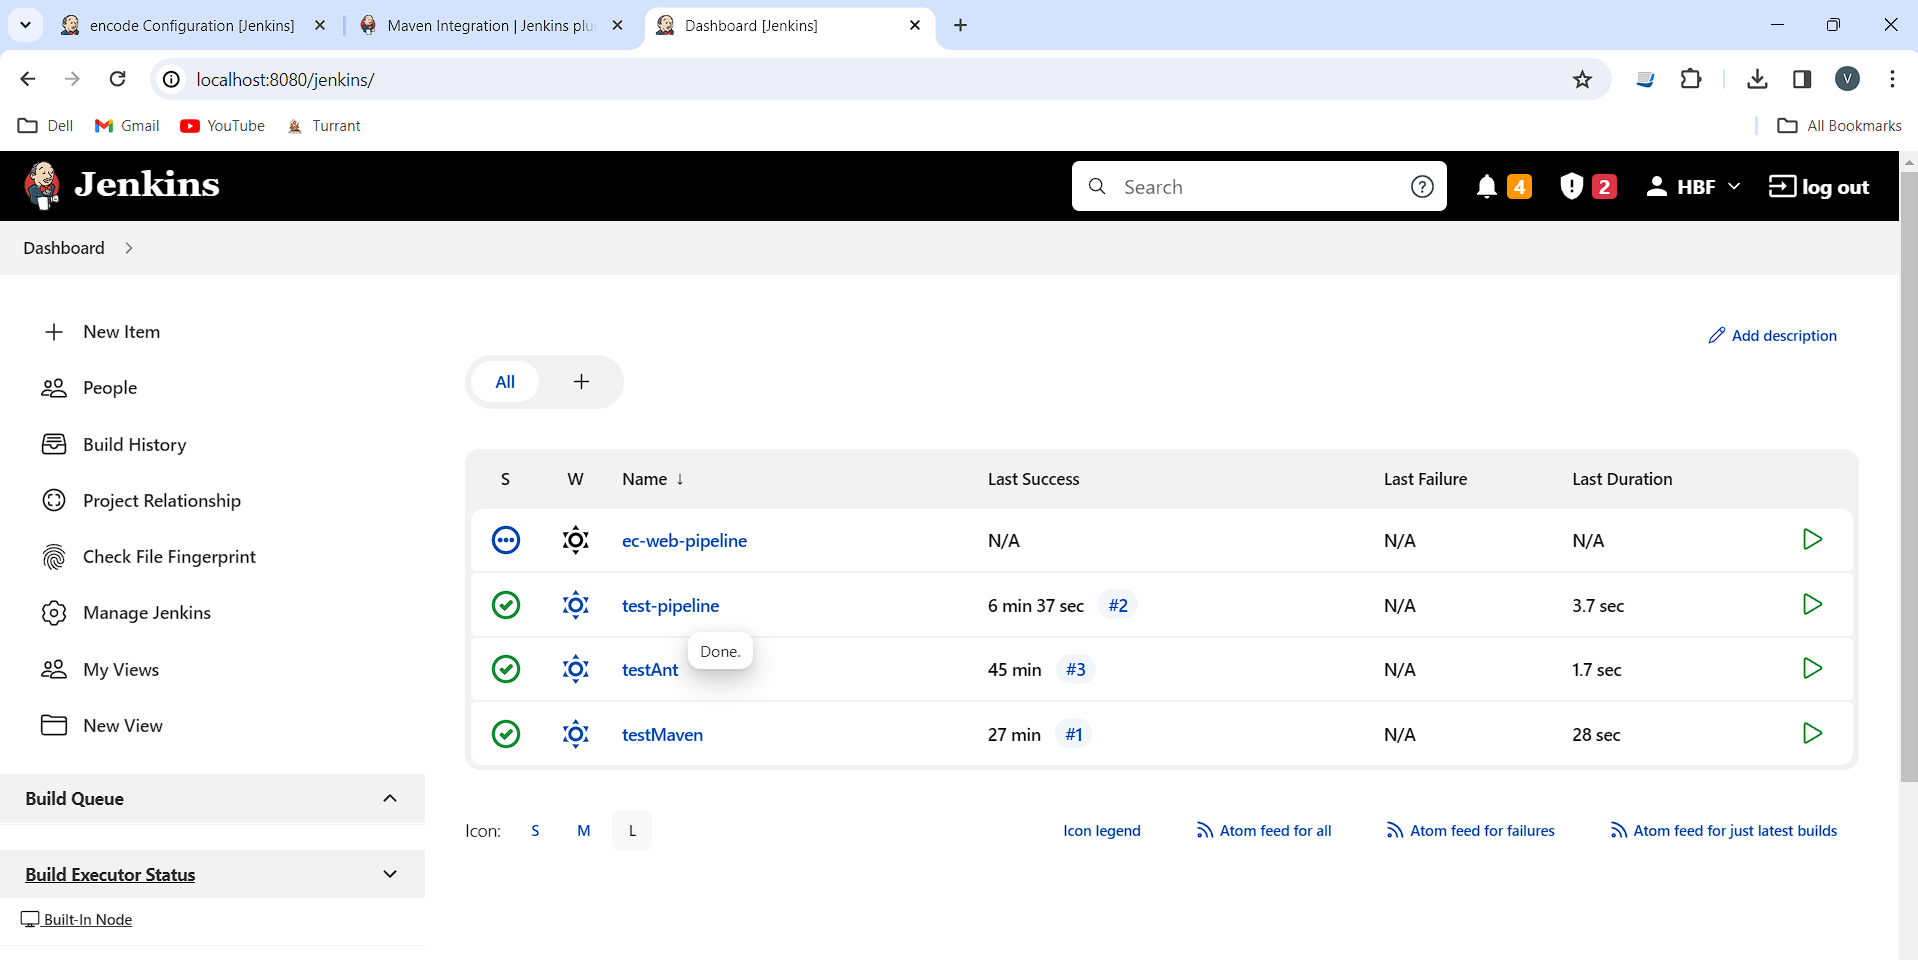 encode Configuration [Jenkins]
Maven Integration | Jenkins plu
Dashboard [Jenkins]
localhost:8080/jenkins/
V
Dell
Gmail
YouTube
Turrant
All Bookmarks
Jenkins
Search
4
2
HBF
log out
Dashboard
New Item
People
Build History
Project Relationship
Check File Fingerprint
Manage Jenkins
My Views
New View
Build Queue
Build Executor Status
Built-In Node
Add description
All
S W Name ↓ Last Success Last Failure Last Duration
ec-web-pipeline N/A N/A N/A
test-pipeline 6 min 37 sec #2 N/A 3.7 sec
Done.
testAnt 45 min #3 N/A 1.7 sec
testMaven 27 min #1 N/A 28 sec
Icon: S M L
Icon legend
Atom feed for all
Atom feed for failures
Atom feed for just latest builds